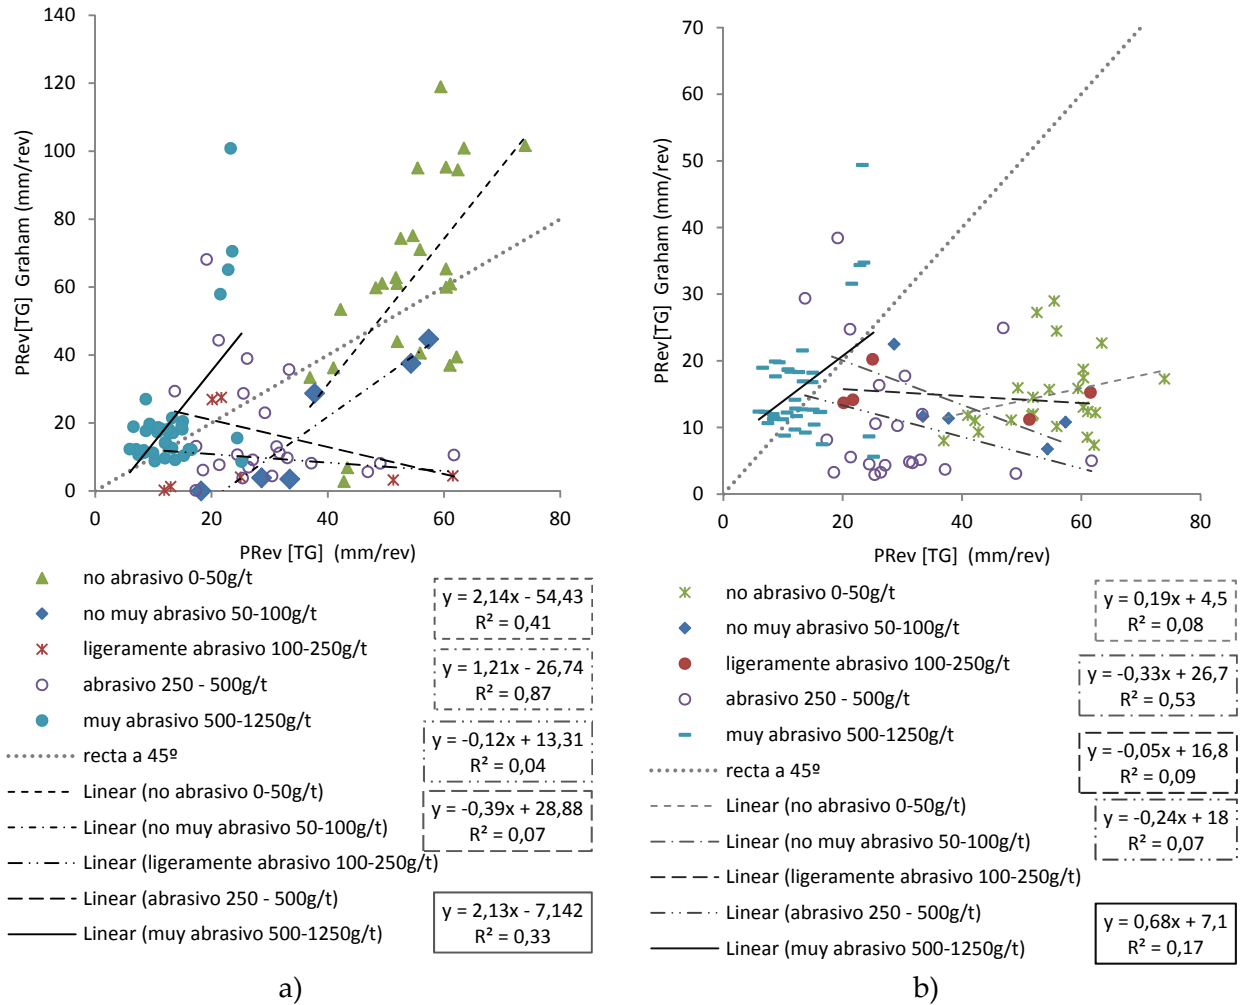 140
120
100
80
60
40
20
0
PRev[TG]  Graham (mm/rev)
0 20 40 60 80
PRev [TG]  (mm/rev)
no abrasivo 0-50g/t
no muy abrasivo 50-100g/t
ligeramente abrasivo 100-250g/t
abrasivo 250 - 500g/t
muy abrasivo 500-1250g/t
recta a 45º
Linear (no abrasivo 0-50g/t)
Linear (no muy abrasivo 50-100g/t)
Linear (ligeramente abrasivo 100-250g/t)
Linear (abrasivo 250 - 500g/t)
Linear (muy abrasivo 500-1250g/t)
y = 2,14x - 54,43
R² = 0,41
y = 1,21x - 26,74
R² = 0,87
y = -0,12x + 13,31
R² = 0,04
y = -0,39x + 28,88
R² = 0,07
y = 2,13x - 7,142
R² = 0,33
a)
70
60
50
40
30
20
10
0
PRev[TG]  Graham (mm/rev)
0 20 40 60 80
PRev [TG]  (mm/rev)
no abrasivo 0-50g/t
no muy abrasivo 50-100g/t
ligeramente abrasivo 100-250g/t
abrasivo 250 - 500g/t
muy abrasivo 500-1250g/t
recta a 45º
Linear (no abrasivo 0-50g/t)
Linear (no muy abrasivo 50-100g/t)
Linear (ligeramente abrasivo 100-250g/t)
Linear (abrasivo 250 - 500g/t)
Linear (muy abrasivo 500-1250g/t)
y = 0,19x + 4,5
R² = 0,08
y = -0,33x + 26,7
R² = 0,53
y = -0,05x + 16,8
R² = 0,09
y = -0,24x + 18
R² = 0,07
y = 0,68x + 7,1
R² = 0,17
b)